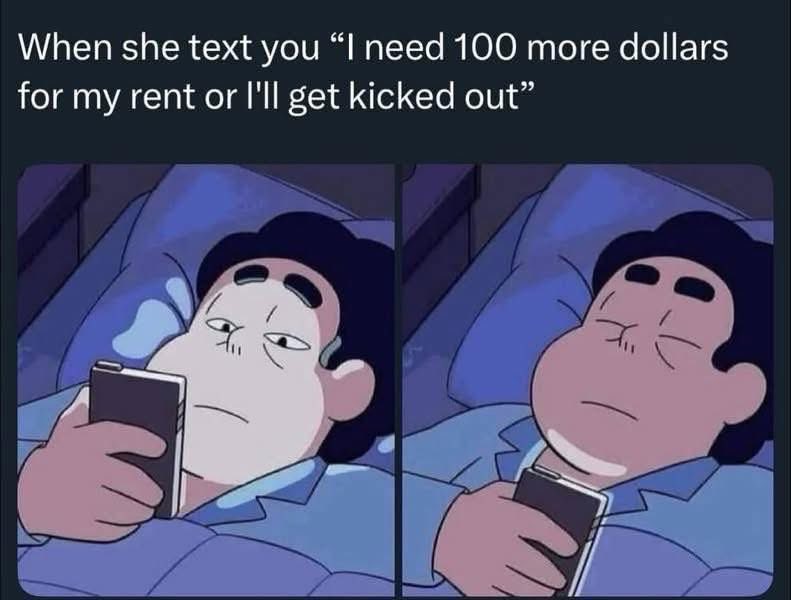 When she text you “I need 100 more dollars
for my rent or I'll get kicked out”